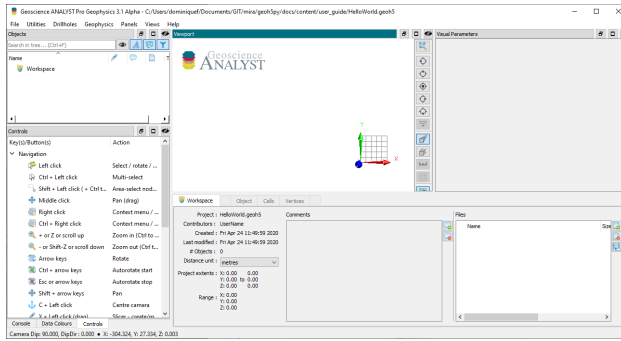 Geoscience ANALYST Pro Geophysics 3.1 Alpha - C:/Users/dominiquef/Documents/GIT/mira/geoh5py/docs/content/user_guide/HelloWorld.geoh5
File Utilities Drillholes Geophysics Panels Views Help
Objects
Search in tree... (Ctrl+F)
Name
T
Workspace
Viewport
Geoscience
ANALYST
Y
X
Visual Parameters
Controls
Key(s)/Button(s) Action
Navigation
Left click Select / rotate / ...
Ctrl + Left click Multi-select
Shift + Left click ( + Ctrl t... Area-select nod...
Middle click Pan (drag)
Right click Context menu / ...
Ctrl + Right click Context menu / ...
+ or Z or scroll up Zoom in (Ctrl to ...
- or Shift-Z or scroll down Zoom out (Ctrl t...
Arrow keys Rotate
Ctrl + arrow keys Autorotate start
Esc or arrow keys Autorotate stop
Shift + arrow keys Pan
C + Left click Centre camera
X + Left click (drag) Slicer - create/m...
Console Data Colours Controls
Workspace Object Cells Vertices
Project : HelloWorld.geoh5
Contributors : UserName
Created : Fri Apr 24 11:49:59 2020
Last modified : Fri Apr 24 11:49:59 2020
# Objects : 0
Distance unit : metres
Project extents : X: 0.00 0.00
Y: 0.00 to 0.00
Z: 0.00 0.00
Range : X: 0.00
Y: 0.00
Z: 0.00
Comments
Files
Name Size
Camera Dip: 90.000, DipDir : 0.000 ● X: -304.324, Y: 27.334, Z: 0.003